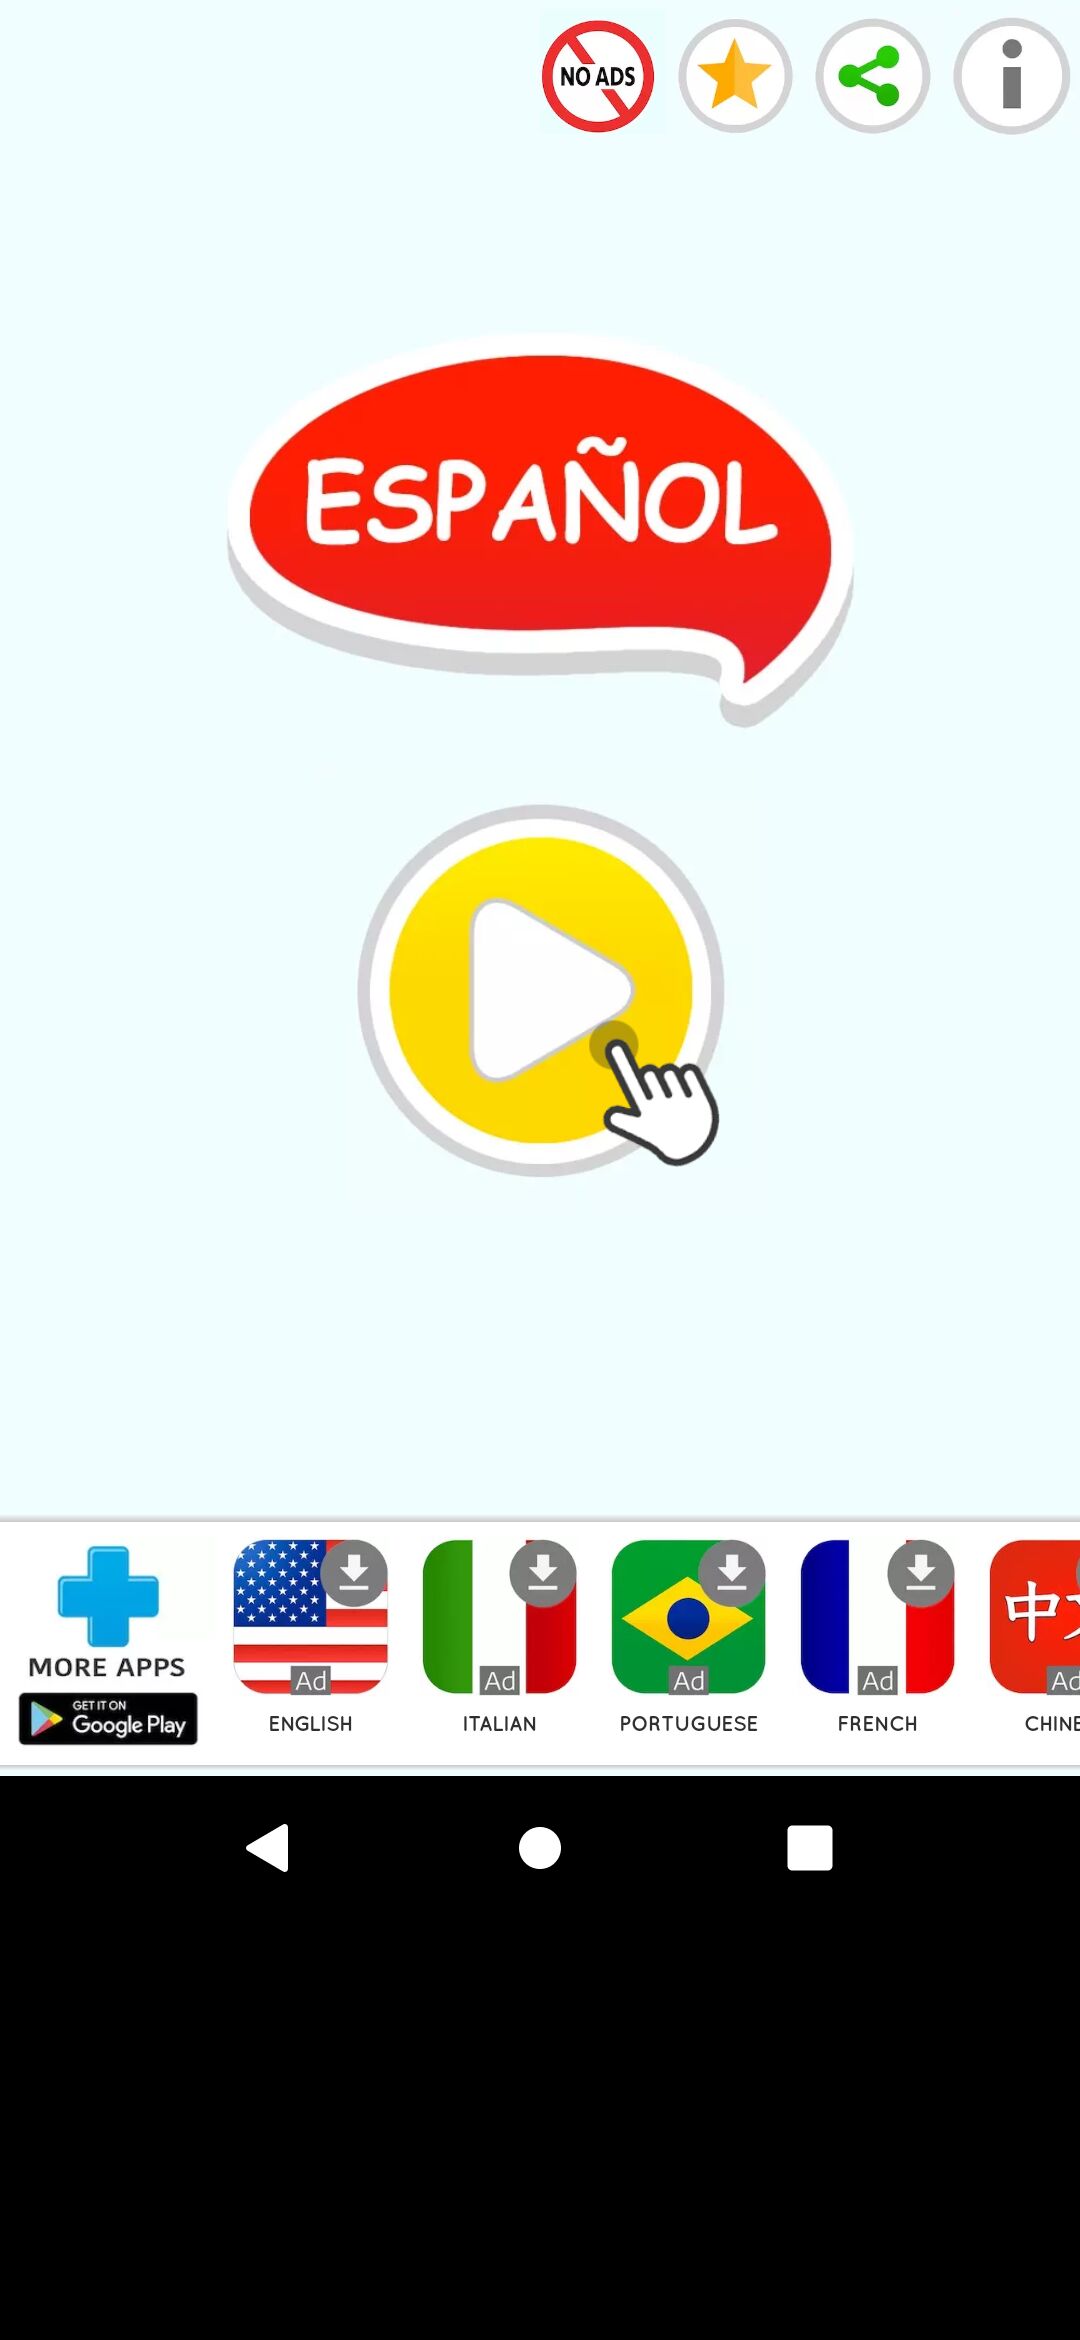 NO ADS
ESPAÑOL
MORE APPS
GET IT ON
Google Play
Ad
Ad
Ad
Ad
Ad
中
ENGLISH
ITALIAN
PORTUGUESE
FRENCH
CHINE